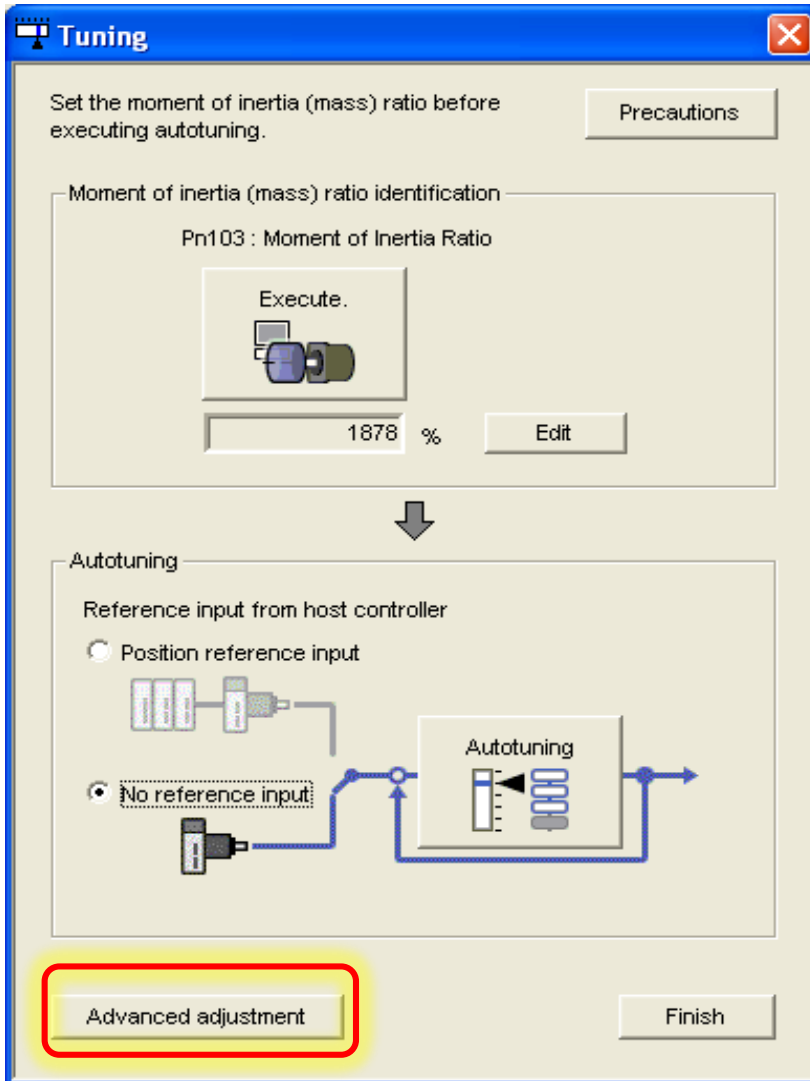 Tuning
Set the moment of inertia (mass) ratio before
executing autotuning.
Precautions
Moment of inertia (mass) ratio identification
Pn103 : Moment of Inertia Ratio
Execute.
1878 %
Edit
Autotuning
Reference input from host controller
Position reference input
Autotuning
No reference input
Advanced adjustment
Finish